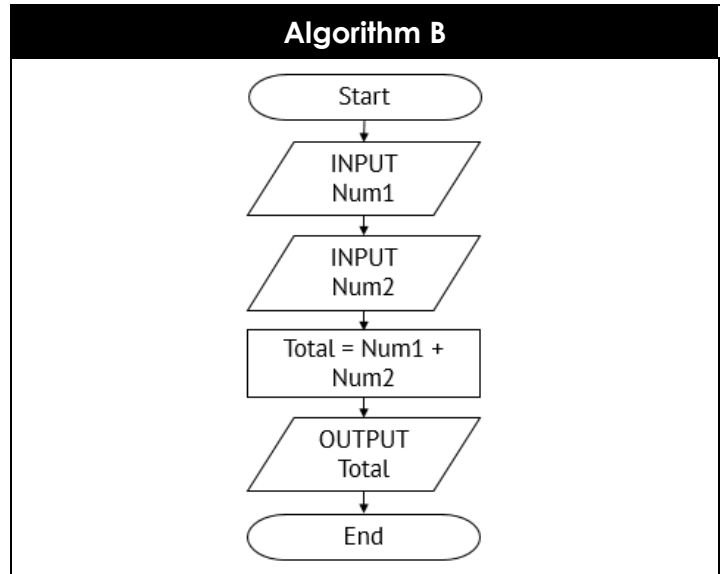 Algorithm B
Start
INPUT
Num1
INPUT
Num2
Total = Num1 +
Num2
OUTPUT
Total
End